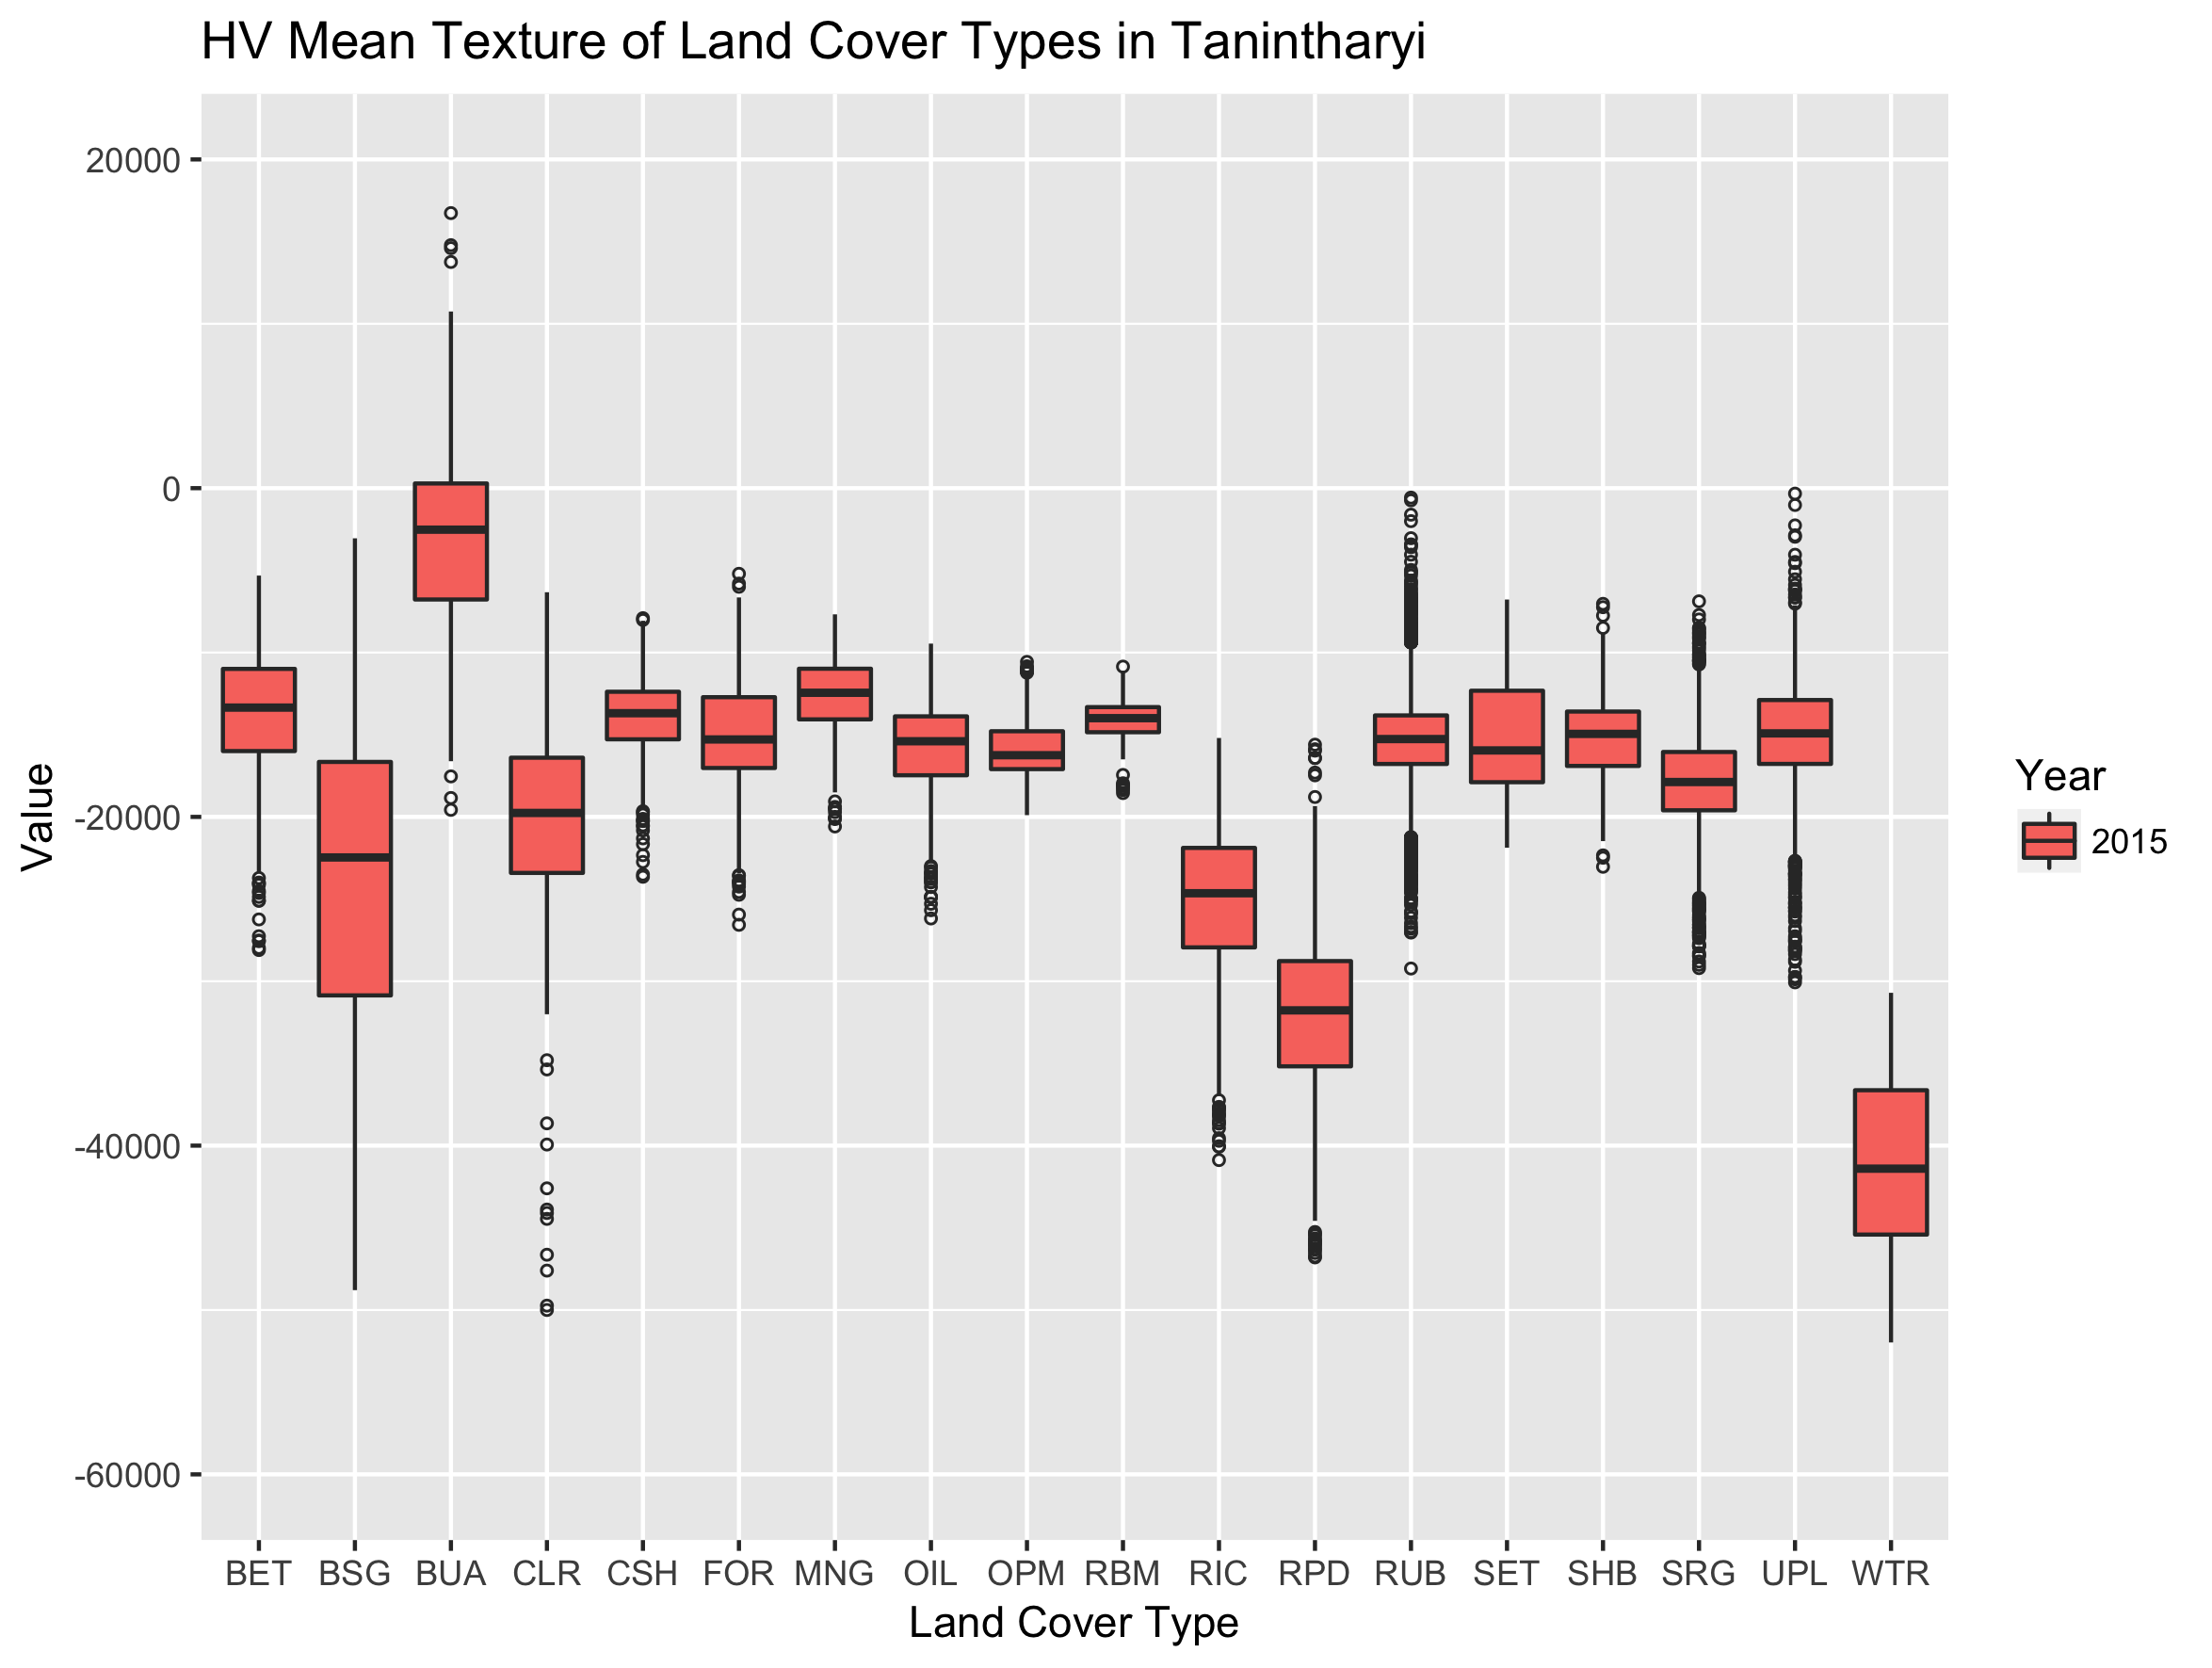 HV Mean Texture of Land Cover Types in Tanintharyi
20000
0
-20000
-40000
-60000
Value
BET BSG BUA CLR CSH FOR MNG OIL OPM RBM RIC RPD RUB SET SHB SRG UPL WTR
Land Cover Type
Year
2015